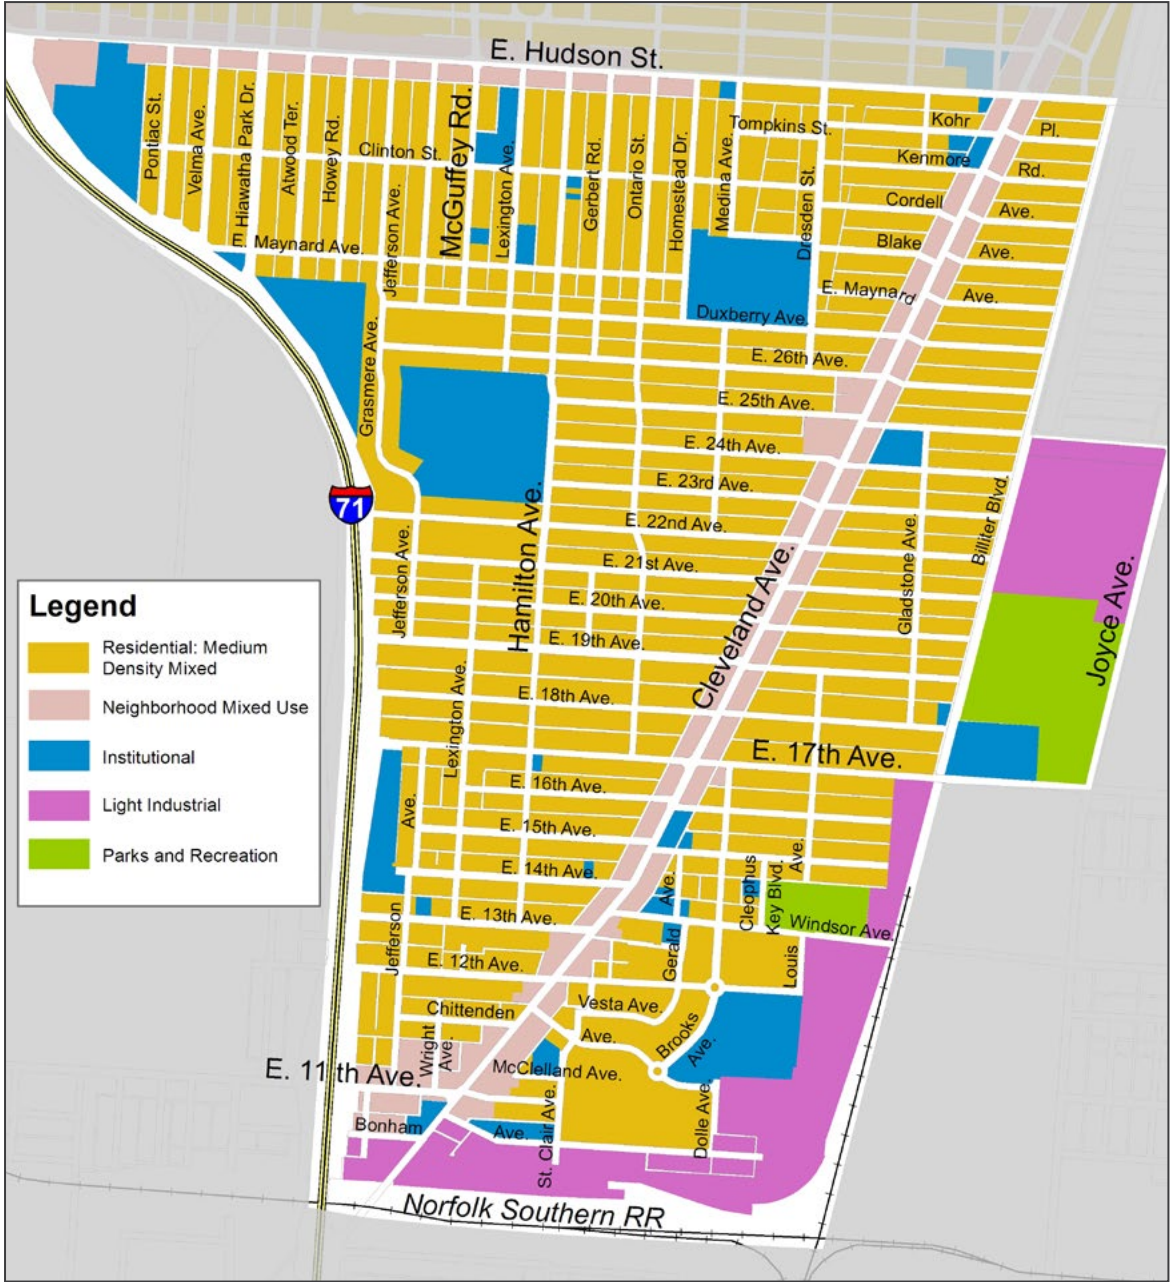 E. Hudson St.
Pontiac St.
Velma Ave.
E. Hiawatha Park Dr.
Atwood Ter.
Howey Rd.
Clinton St.
Jefferson Ave.
McGuffey Rd.
Lexington Ave.
Gerbert Rd.
Ontario St.
Homestead Dr.
Medina Ave.
Tompkins St.
Dresden St.
Kohr
Pl.
Kenmore
Rd.
Cordell
Ave.
Blake
Ave.
E. Maynard
Ave.
Maynard Ave.
Duxberry Ave.
Grasmere Ave.
E. 26th Ave.
E. 25th Ave.
E. 24th Ave.
E. 23rd Ave.
E. 22nd Ave.
E. 21st Ave.
E. 20th Ave.
E. 19th Ave.
E. 18th Ave.
E. 17th Ave.
71
Jefferson Ave.
Hamilton Ave.
Cleveland Ave.
Gladstone Ave.
Billiter Blvd.
Joyce Ave.
Lexington Ave.
Legend
Residential: Medium
Density Mixed
Neighborhood Mixed Use
Institutional
Light Industrial
Parks and Recreation
E. 16th Ave.
E. 15th Ave.
E. 14th Ave.
E. 13th Ave.
E. 12th Ave.
Jefferson
Ave.
Gerald
Ave.
Cleophus
Key Blvd.
Louis
Ave.
Windsor Ave.
Chittenden
Ave.
Vesta Ave.
Brooks
Ave.
Wright
Ave.
E. 11th Ave.
McClelland Ave.
Bonham
Ave.
St. Clair Ave.
Dolle Ave.
Norfolk Southern RR